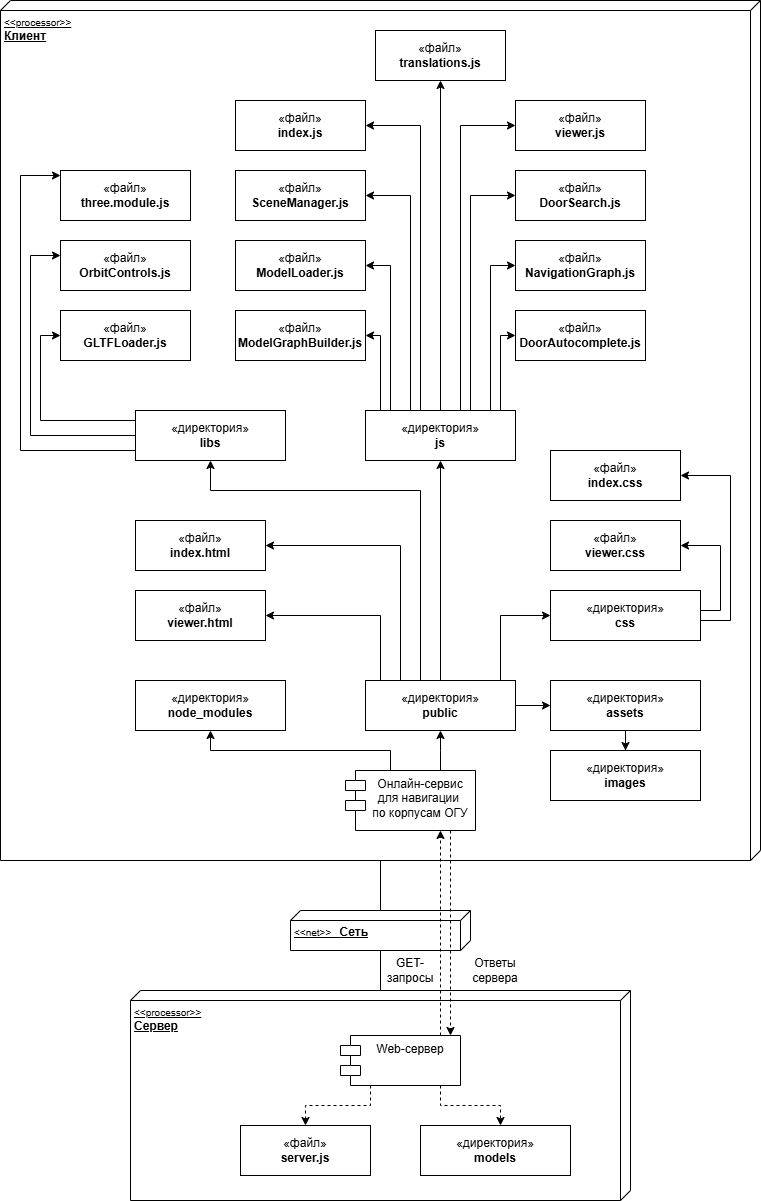 <<processor>>
Клиент
«файл»
translations.js
«файл»
index.js
«файл»
viewer.js
«файл»
three.module.js
«файл»
SceneManager.js
«файл»
DoorSearch.js
«файл»
OrbitControls.js
«файл»
ModelLoader.js
«файл»
NavigationGraph.js
«файл»
GLTFLoader.js
«файл»
ModelGraphBuilder.js
«файл»
DoorAutocomplete.js
«директория»
libs
«директория»
js
«файл»
index.css
«файл»
index.html
«файл»
viewer.css
«файл»
viewer.html
«директория»
css
«директория»
node_modules
«директория»
public
«директория»
assets
«директория»
images
Онлайн-сервис
для навигации
по корпусам ОГУ
<<net>> Сеть
GET-
запросы
Ответы
сервера
<<processor>>
Сервер
Web-сервер
«файл»
server.js
«директория»
models